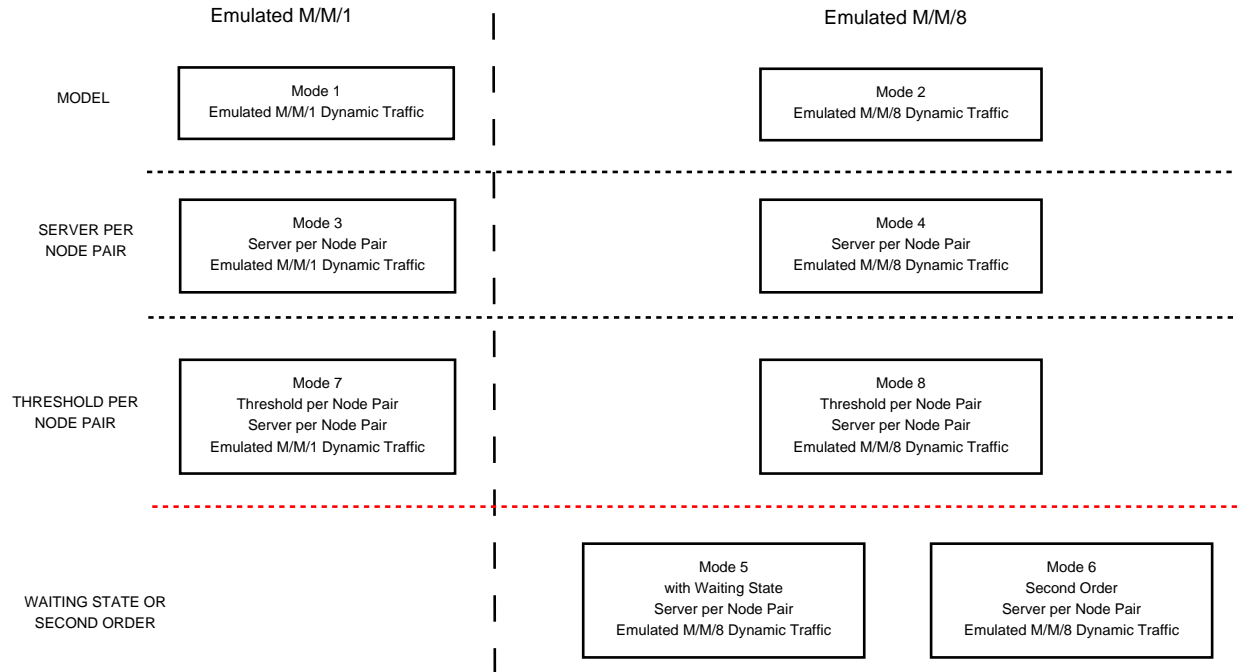 Emulated M/M/1
Emulated M/M/8
MODEL
Mode 1
Emulated M/M/1 Dynamic Traffic
Mode 2
Emulated M/M/8 Dynamic Traffic
SERVER PER
NODE PAIR
Mode 3
Server per Node Pair
Emulated M/M/1 Dynamic Traffic
Mode 4
Server per Node Pair
Emulated M/M/8 Dynamic Traffic
THRESHOLD PER
NODE PAIR
Mode 7
Threshold per Node Pair
Server per Node Pair
Emulated M/M/1 Dynamic Traffic
Mode 8
Threshold per Node Pair
Server per Node Pair
Emulated M/M/8 Dynamic Traffic
WAITING STATE OR
SECOND ORDER
Mode 5
with Waiting State
Server per Node Pair
Emulated M/M/8 Dynamic Traffic
Mode 6
Second Order
Server per Node Pair
Emulated M/M/8 Dynamic Traffic